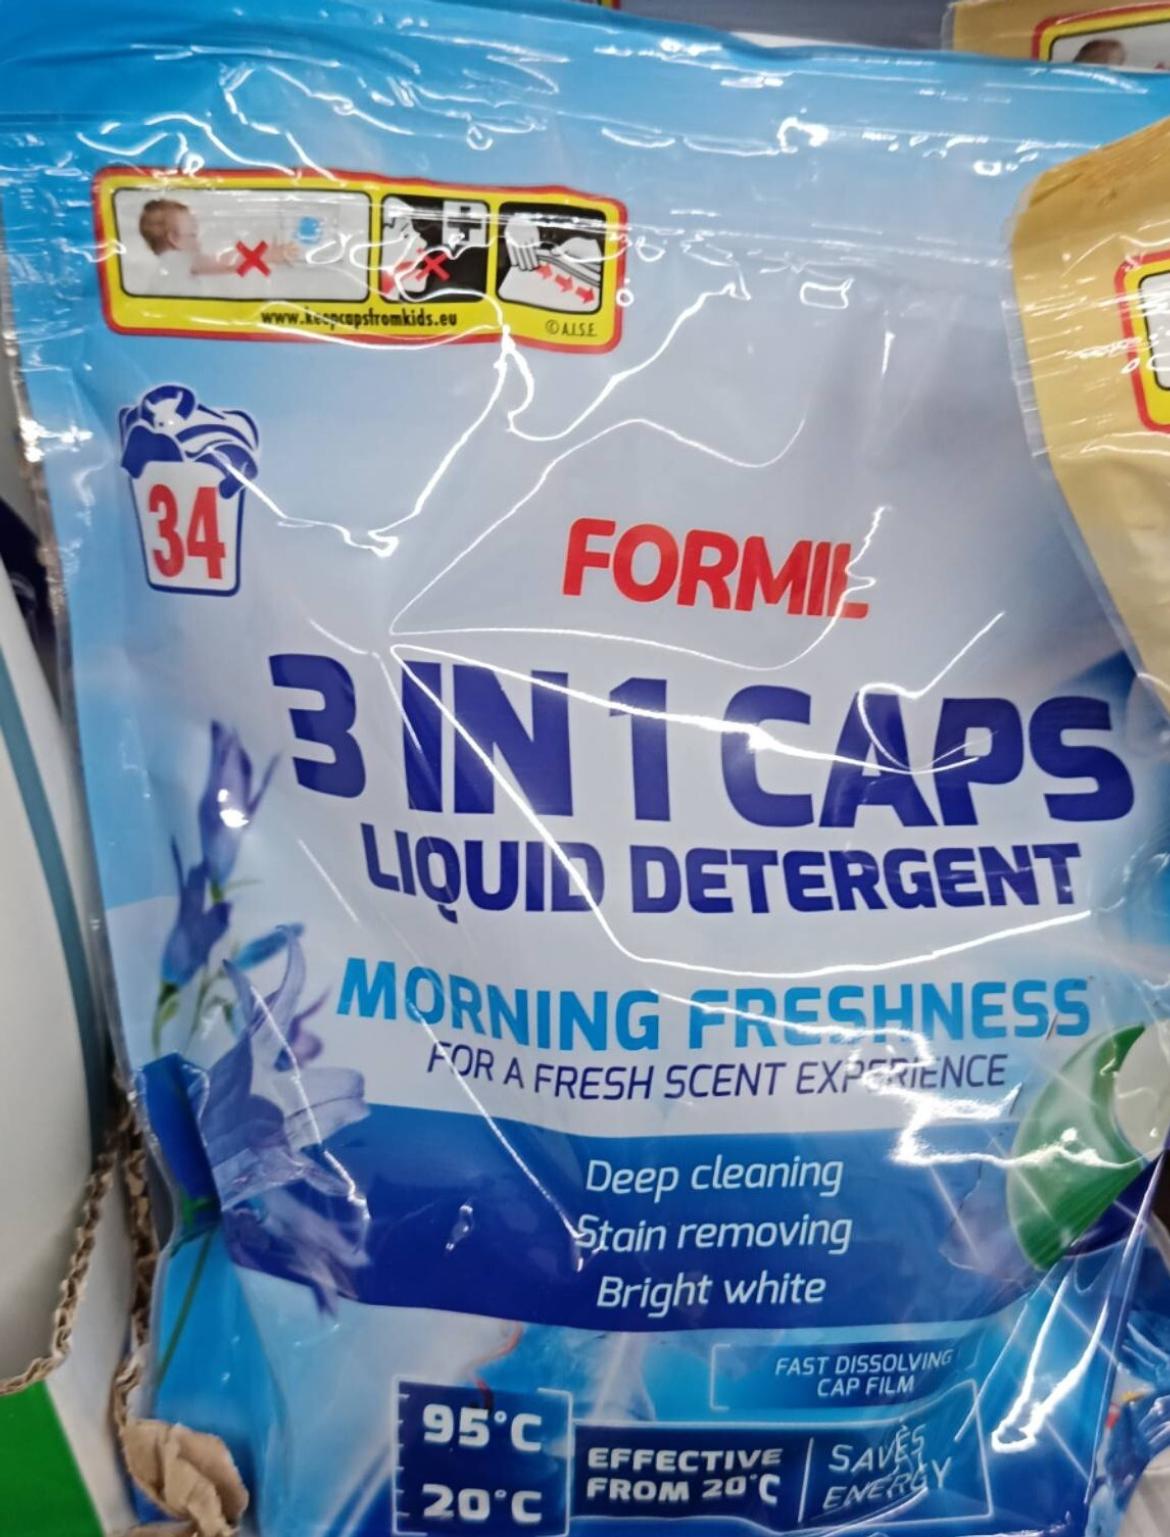 www.keepcapsfromkids.eu
© A.I.S.E.
34
FORMIL
3 IN 1 CAPS
LIQUID DETERGENT
MORNING FRESHNESS
FOR A FRESH SCENT EXPERIENCE
Deep cleaning
Stain removing
Bright white
FAST DISSOLVING
CAP FILM
95°C
20°C
EFFECTIVE
FROM 20°C
SAVES
ENERGY